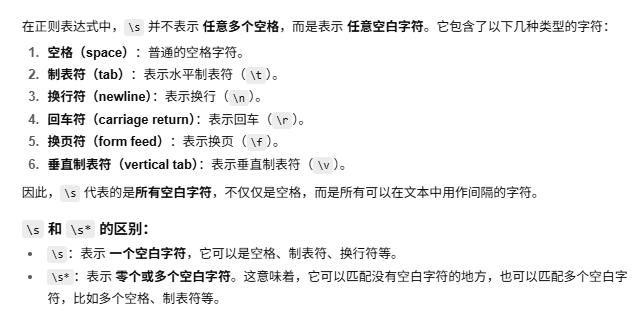 在正则表达式中，\s 并不表示 任意多个空格，而是表示 任意空白字符。它包含了以下几种类型的字符：
1. 空格（space）：普通的空格字符。
2. 制表符（tab）：表示水平制表符（\t）。
3. 换行符（newline）：表示换行（\n）。
4. 回车符（carriage return）：表示回车（\r）。
5. 换页符（form feed）：表示换页（\f）。
6. 垂直制表符（vertical tab）：表示垂直制表符（\v）。
因此，\s 代表的是所有空白字符，不仅仅是空格，而是所有可以在文本中用作间隔的字符。
\s 和 \s* 的区别：
• \s：表示 一个空白字符，它可以是空格、制表符、换行符等。
• \s*：表示 零个或多个空白字符。这意味着，它可以匹配没有空白字符的地方，也可以匹配多个空白字
符，比如多个空格、制表符等。